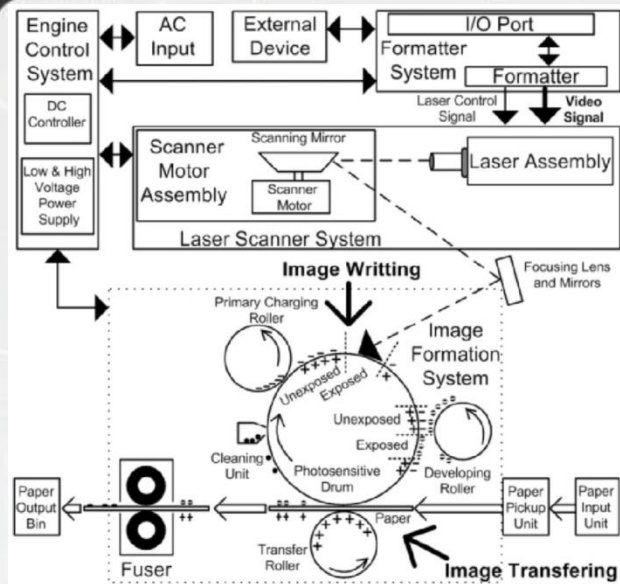 Engine
Control
System
DC
Controller
Low & High
Voltage
Power
Supply
AC
Input
External
Device
I/O Port
Formatter
System
Formatter
Laser Control
Signal
Video
Signal
Scanner
Motor
Assembly
Scanning Mirror
Scanner
Motor
Laser Assembly
Laser Scanner System
Focusing Lens
and Mirrors
Image Writting
Primary Charging
Roller
Image
Formation
System
Unexposed
Exposed
Unexposed
Exposed
Cleaning
Unit
Photosensitive
Drum
Developing
Roller
Paper
Output
Bin
Fuser
Paper
Transfer
Roller
Paper
Pickup
Unit
Paper
Input
Unit
Image Transfering